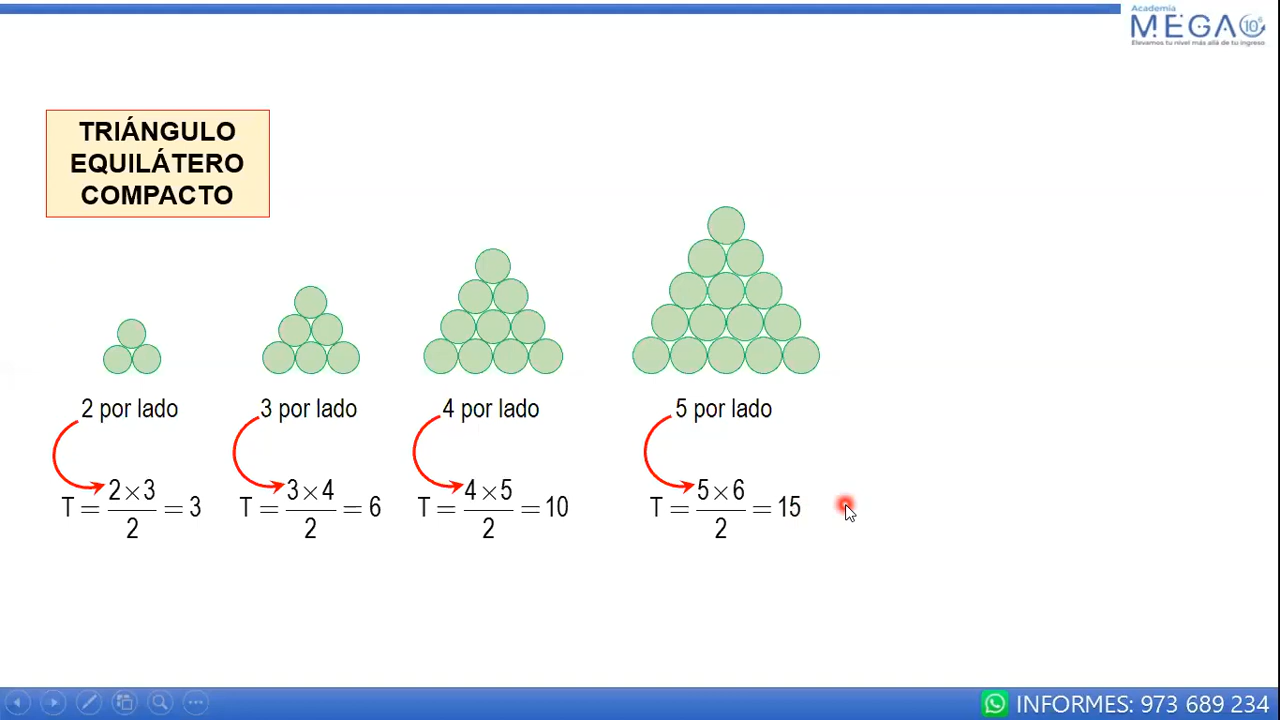 Academia
MEGA 10⁶
Elevemos tu nivel más allá de tu ingreso
TRIÁNGULO
EQUILÁTERO
COMPACTO
2 por lado
3 por lado
4 por lado
5 por lado
T = 2×3/2 = 3
T = 3×4/2 = 6
T = 4×5/2 = 10
T = 5×6/2 = 15
INFORMES: 973 689 234